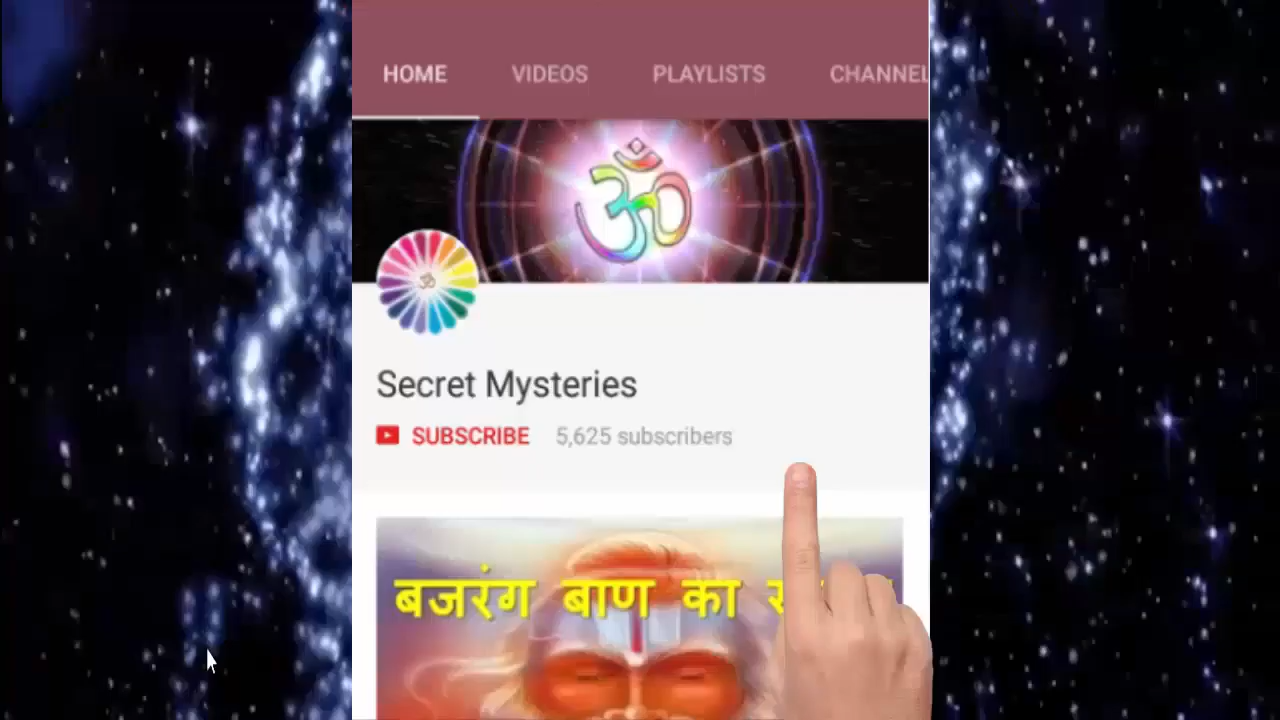 HOME VIDEOS PLAYLISTS CHANNEL
ॐ
Secret Mysteries
SUBSCRIBE 5,625 subscribers
बजरंग बाण का